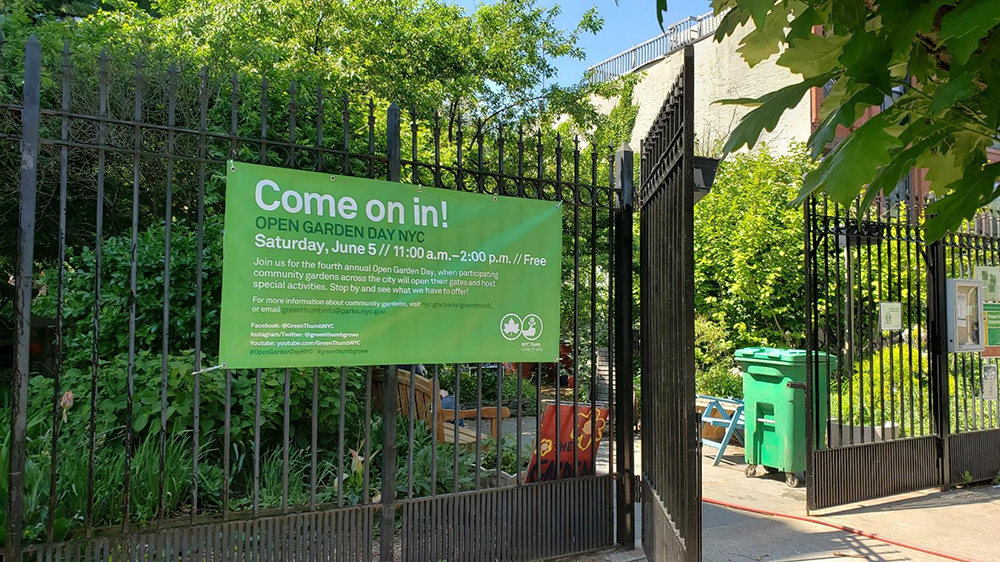 Come on in!
OPEN GARDEN DAY NYC
Saturday, June 5 // 11:00 a.m.–2:00 p.m. // Free
Join us for the fourth annual Open Garden Day, when participating
community gardens across the city will open their gates and host
special activities. Stop by and see what we have to offer!
For more information about community gardens, visit nyc.gov/parks/greenthumb,
or email greenthumbinfo@parks.nyc.gov.
Facebook: @GreenThumbNYC
Instagram/Twitter: @greenthumbgrows
Youtube: youtube.com/GreenThumbNYC
#OpenGardenDayNYC #greenthumbgrows
NYC Parks
GreenThumb
THE